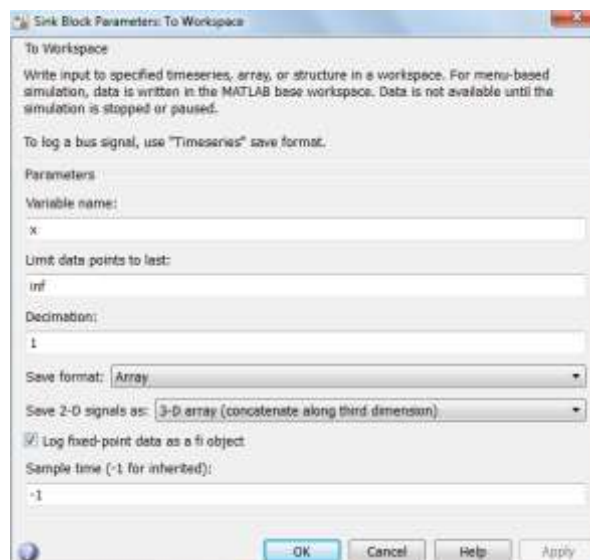 Sink Block Parameters: To Workspace
To Workspace
Write input to specified timeseries, array, or structure in a workspace. For menu-based
simulation, data is written in the MATLAB base workspace. Data is not available until the
simulation is stopped or paused.
To log a bus signal, use "Timeseries" save format.
Parameters
Variable name:
x
Limit data points to last:
inf
Decimation:
1
Save format: Array
Save 2-D signals as: 3-D array (concatenate along third dimension)
Log fixed-point data as a fi object
Sample time (-1 for inherited):
-1
OK Cancel Help Apply